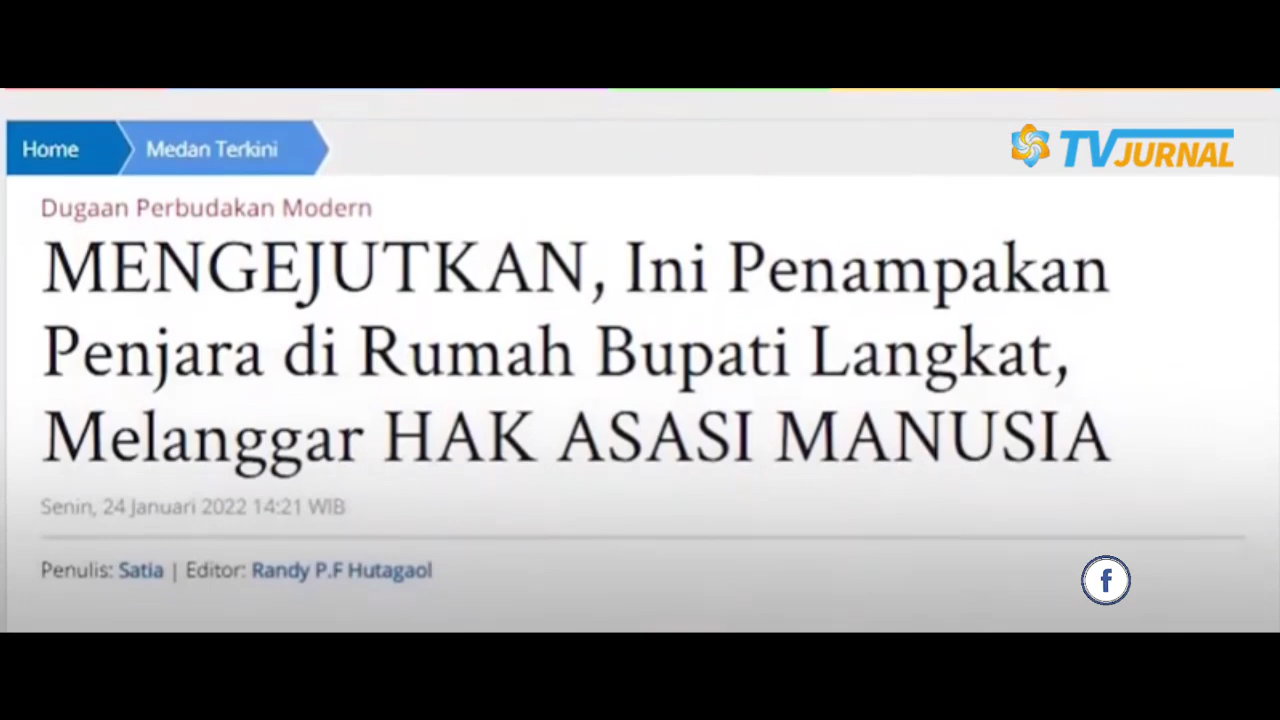 Home
Medan Terkini
TVJURNAL
Dugaan Perbudakan Modern
MENGEJUTKAN, Ini Penampakan
Penjara di Rumah Bupati Langkat,
Melanggar HAK ASASI MANUSIA
Senin, 24 Januari 2022 14:21 WIB
Penulis: Satia | Editor: Randy P.F Hutagaol
f